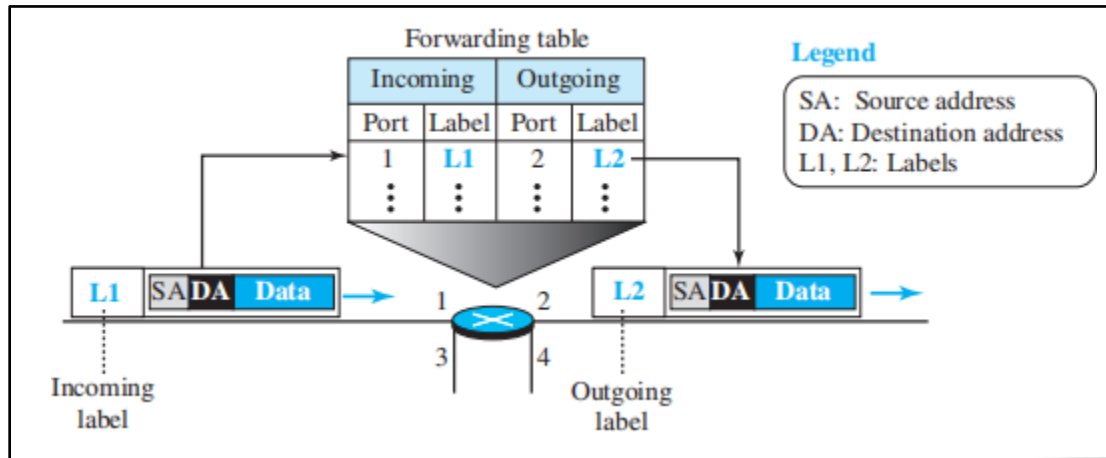 Forwarding table
Incoming Outgoing
Port Label Port Label
1 L1 2 L2
Legend
SA: Source address
DA: Destination address
L1, L2: Labels
L1 SA DA Data
1 2
3 4
L2 SA DA Data
Incoming
label
Outgoing
label